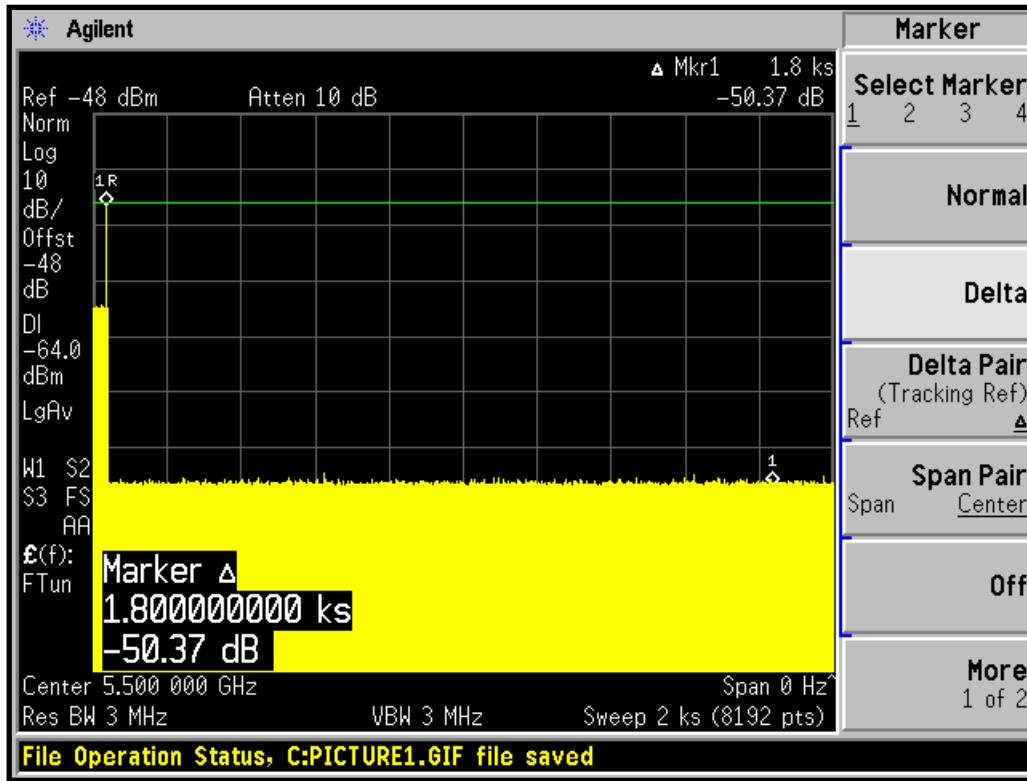 Agilent
Marker
Δ Mkr1 1.8 ks
Ref -48 dBm Atten 10 dB -50.37 dB
Norm
Log
10
dB/
Offst
-48
dB
DI
-64.0
dBm
LgAv
W1 S2
S3 FS
AA
£(f):
FTun
1R
1
Marker Δ
1.800000000 ks
-50.37 dB
Center 5.500 000 GHz Span 0 Hz^
Res BW 3 MHz VBW 3 MHz Sweep 2 ks (8192 pts)
File Operation Status, C:PICTURE1.GIF file saved
Select Marker
1 2 3 4
Normal
Delta
Delta Pair
(Tracking Ref)
Ref Δ
Span Pair
Span Center
Off
More
1 of 2